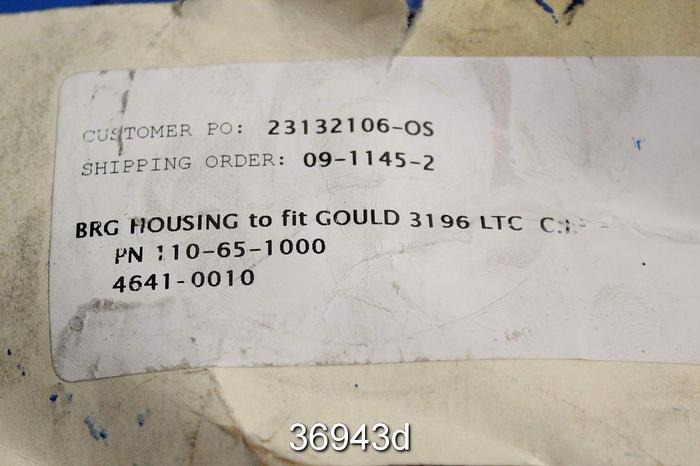 CUSTOMER PO: 23132106-OS
SHIPPING ORDER: 09-1145-2
BRG HOUSING to fit GOULD 3196 LTC
PN 110-65-1000
4641-0010
36943d